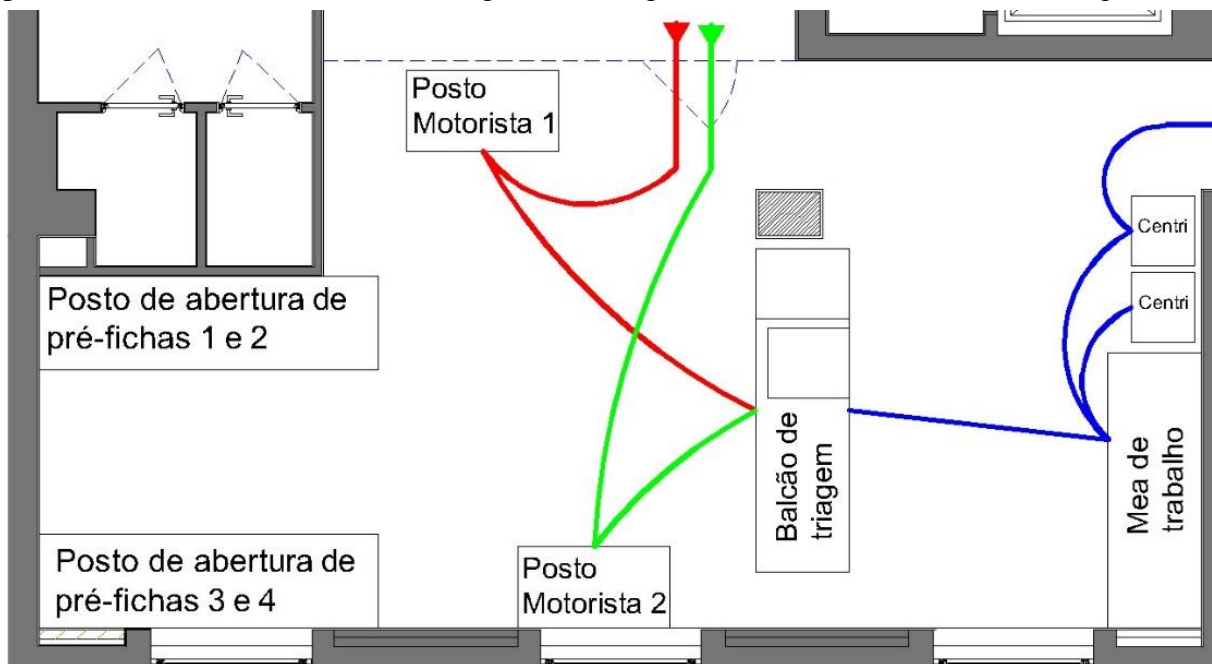 Posto
Motorista 1
Centri
Centri
Posto de abertura de
pré-fichas 1 e 2
Balcão de
triagem
Mea de
trabalho
Posto de abertura de
pré-fichas 3 e 4
Posto
Motorista 2